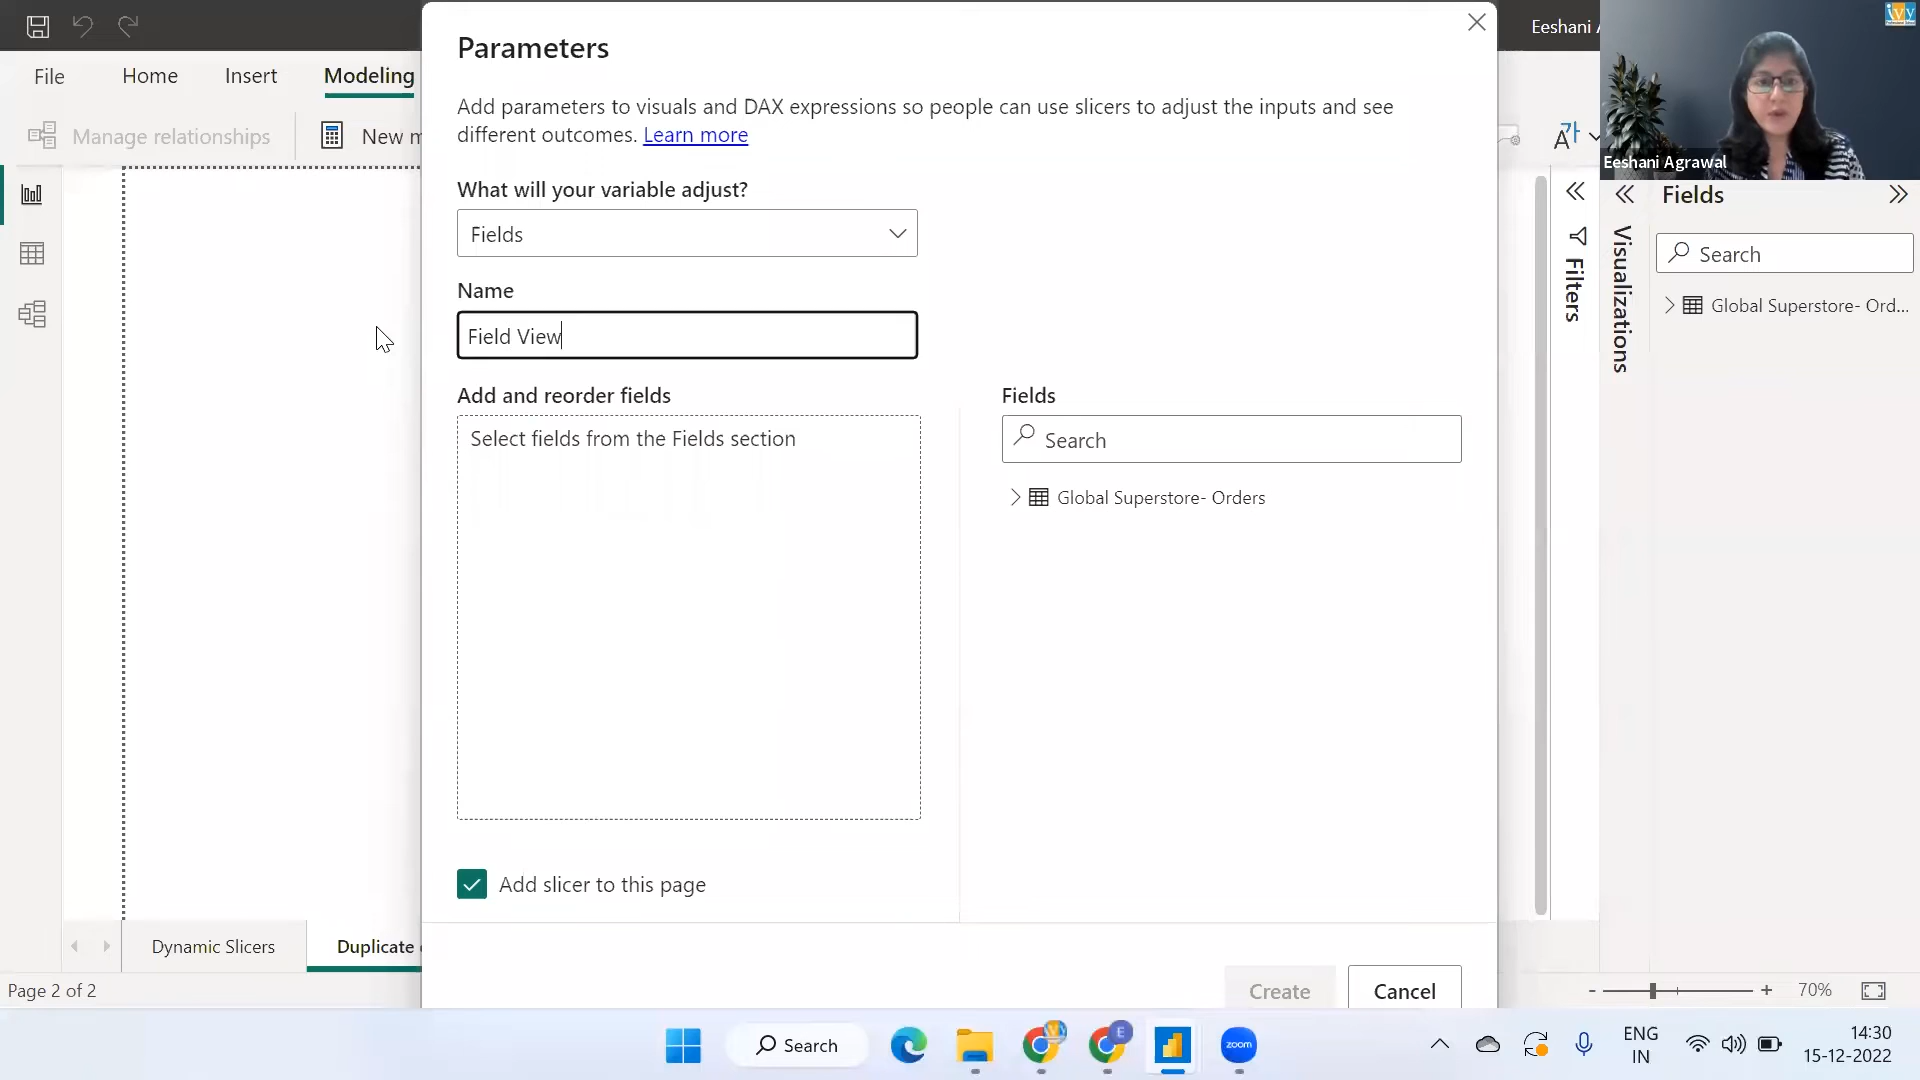 Parameters
Eeshani A
ivy
File
Home
Insert
Modeling
Add parameters to visuals and DAX expressions so people can use slicers to adjust the inputs and see
different outcomes. Learn more
Manage relationships
New m
Eeshani Agrawal
What will your variable adjust?
Fields
Fields
Visualizations
Filters
Search
Name
Global Superstore- Ord...
Field View
Add and reorder fields
Fields
Select fields from the Fields section
Search
Global Superstore- Orders
Add slicer to this page
Dynamic Slicers
Duplicate
Page 2 of 2
Create
Cancel
- + 70%
Search
E
zoom
ENG
IN
14:30
15-12-2022